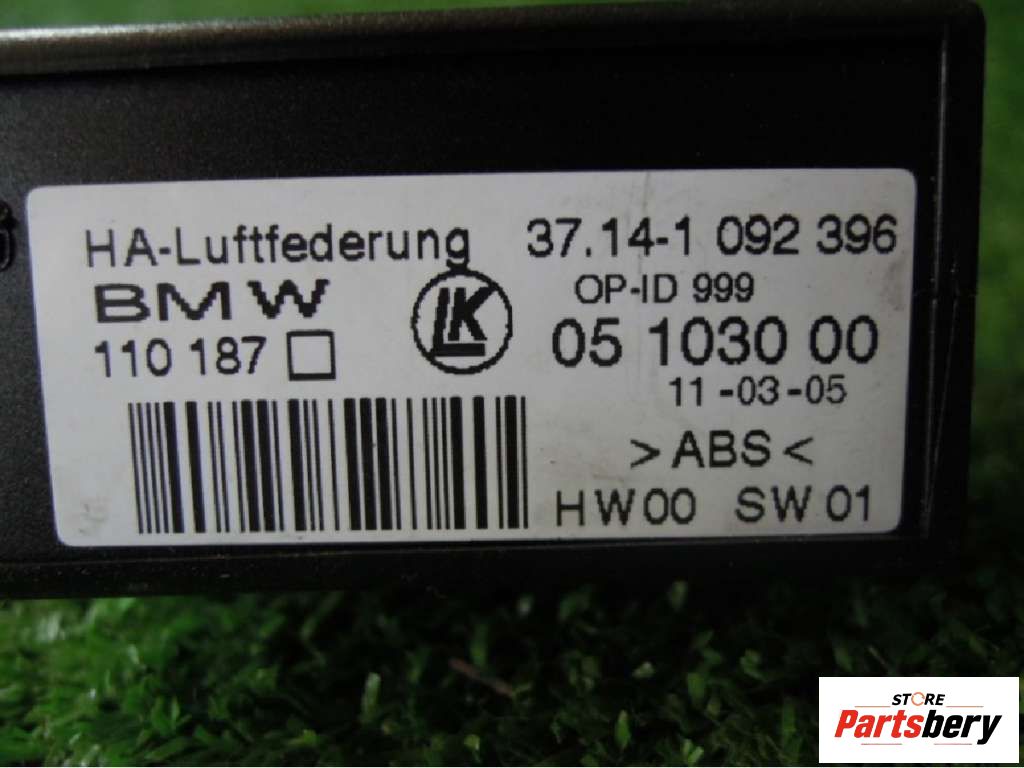 HA-Luftfederung 37.14-1 092 396
BMW LK OP-ID 999
110 187 05 1030 00
11-03-05
>ABS<
HW00 SW01
STORE
Partsbery